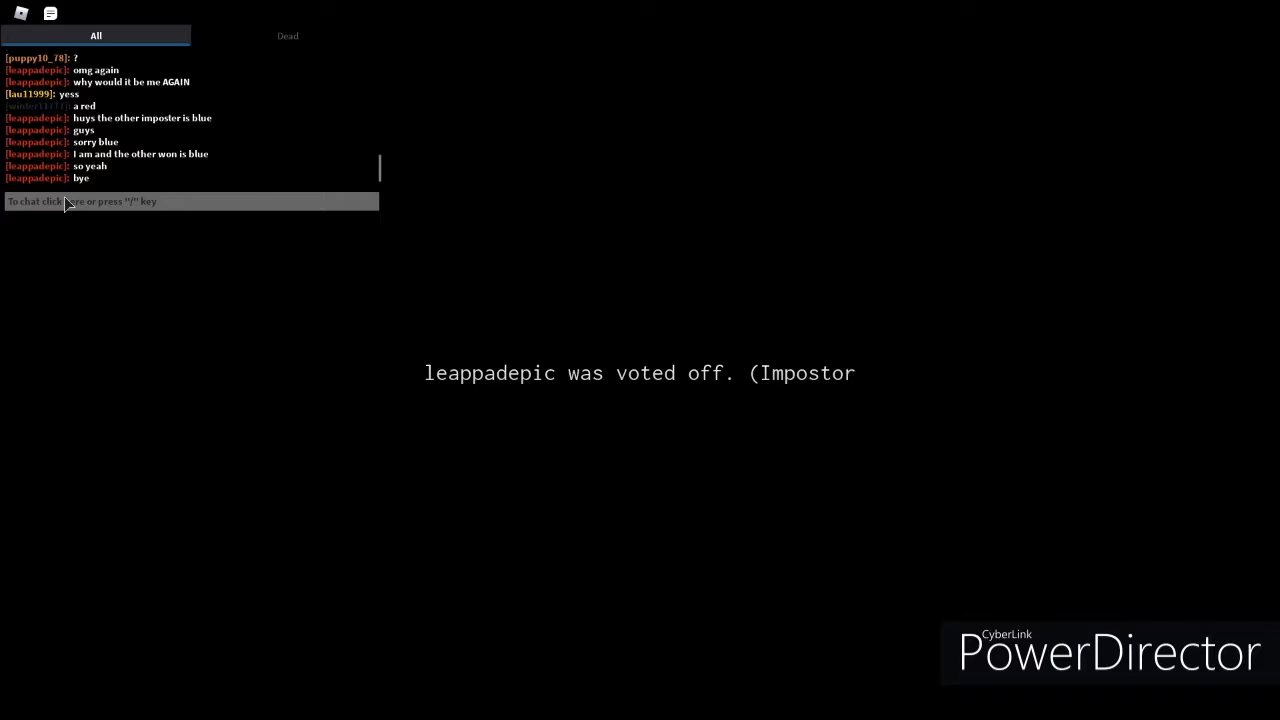 All
Dead
[puppy10_78]: ?
[leappadepic]: omg again
[leappadepic]: why would it be me AGAIN
[lau11999]: yess
a red
[leappadepic]: huys the other imposter is blue
[leappadepic]: guys
[leappadepic]: sorry blue
[leappadepic]: I am and the other won is blue
[leappadepic]: so yeah
[leappadepic]: bye
To chat click here or press "/" key
leappadepic was voted off. (Impostor
CyberLink
PowerDirector